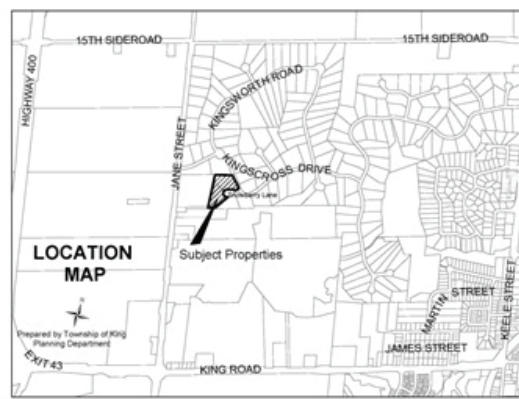 15TH SIDEROAD
15TH SIDEROAD
HIGHWAY 400
JANE STREET
KINGSWORTH ROAD
KINGSCROSS DRIVE
Lane
Subject Properties
LOCATION
MAP
Prepared by Township of King
Planning Department
EXIT 43
KING ROAD
MARTIN STREET
JAMES STREET
KEELE STREET